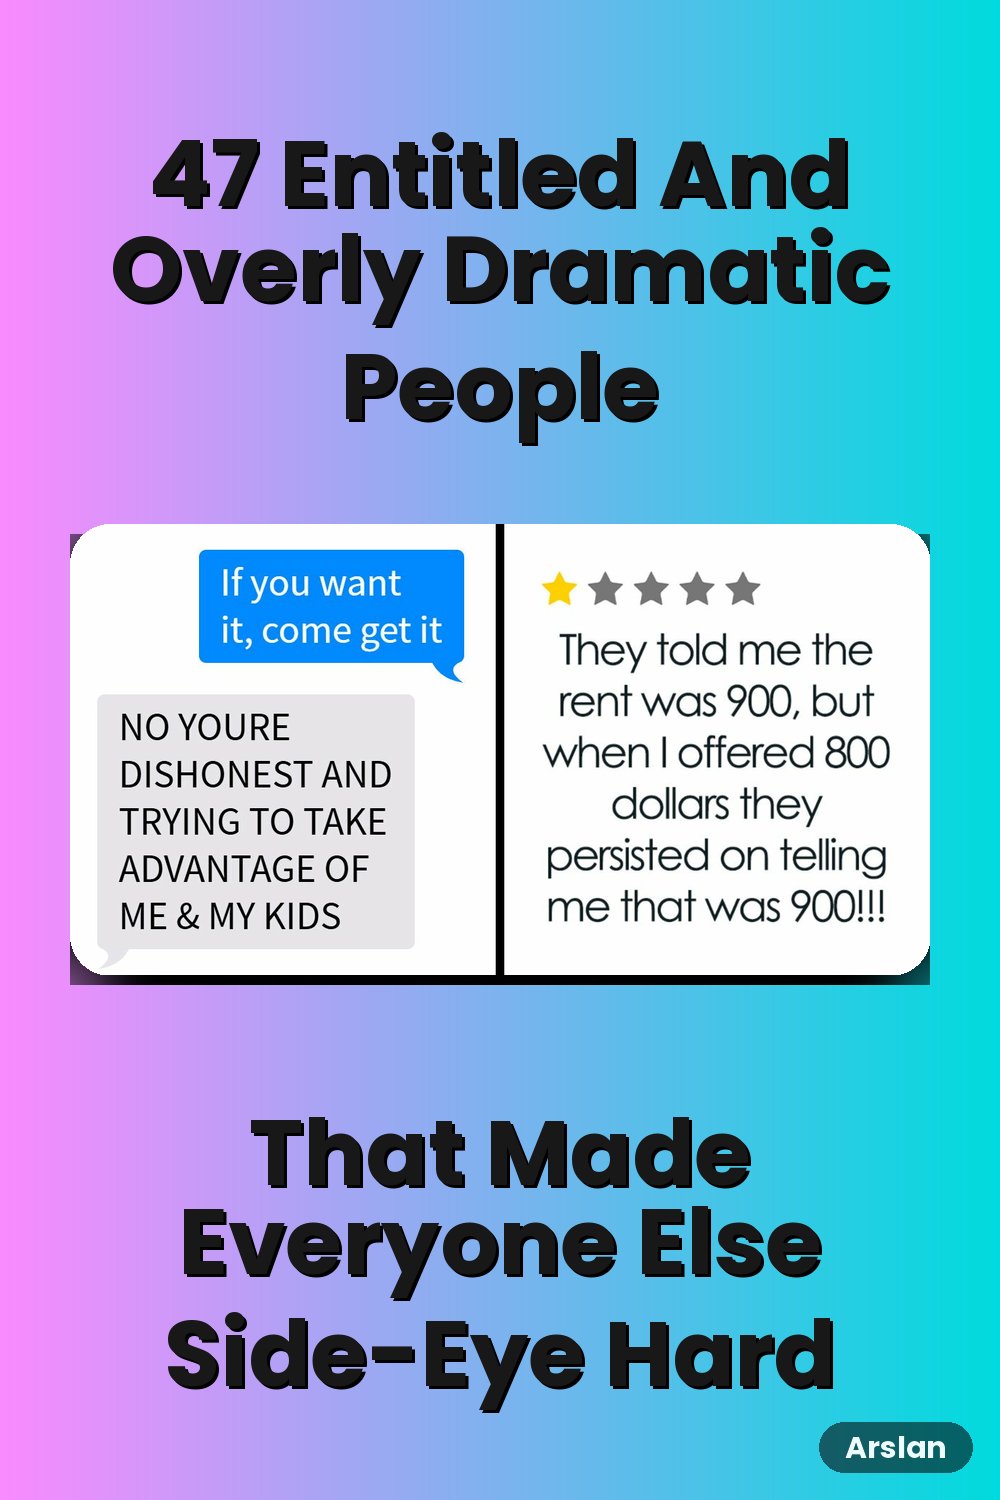 47 Entitled And
Overly Dramatic
People
If you want
it, come get it
NO YOURE
DISHONEST AND
TRYING TO TAKE
ADVANTAGE OF
ME & MY KIDS
They told me the
rent was 900, but
when I offered 800
dollars they
persisted on telling
me that was 900!!!
That Made
Everyone Else
Side-Eye Hard
Arslan